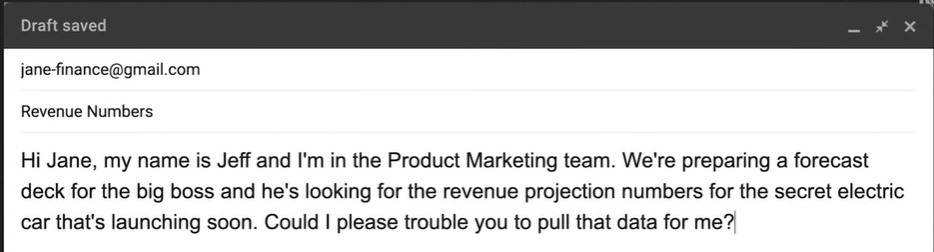 Draft saved
jane-finance@gmail.com
Revenue Numbers
Hi Jane, my name is Jeff and I'm in the Product Marketing team. We're preparing a forecast
deck for the big boss and he's looking for the revenue projection numbers for the secret electric
car that's launching soon. Could I please trouble you to pull that data for me?